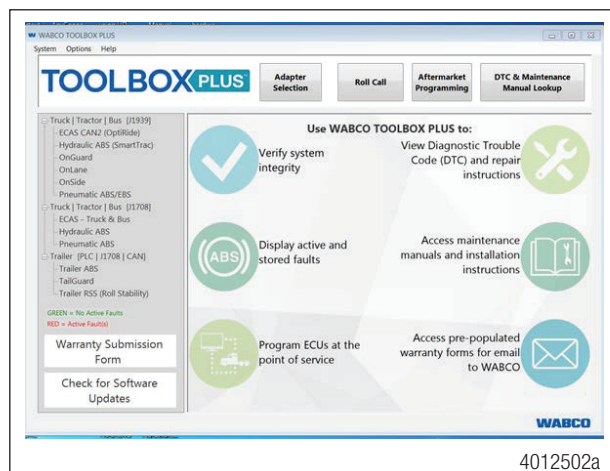 WABCO TOOLBOX PLUS
System Options Help
TOOLBOX PLUS™
Adapter
Selection
Roll Call
Aftermarket
Programming
DTC & Maintenance
Manual Lookup
Truck | Tractor | Bus [J1939]
ECAS CAN2 (OptiRide)
Hydraulic ABS (SmartTrac)
OnGuard
OnLane
OnSide
Pneumatic ABS/EBS
Truck | Tractor | Bus [J1708]
ECAS - Truck & Bus
Hydraulic ABS
Pneumatic ABS
Trailer [PLC | J1708 | CAN]
Trailer ABS
TailGuard
Trailer RSS (Roll Stability)
GREEN = No Active Faults
RED = Active Fault(s)
Warranty Submission
Form
Check for Software
Updates
Use WABCO TOOLBOX PLUS to:
Verify system
integrity
View Diagnostic Trouble
Code (DTC) and repair
instructions
ABS
Display active and
stored faults
Access maintenance
manuals and installation
instructions
Program ECUs at the
point of service
Access pre-populated
warranty forms for email
to WABCO
WABCO
4012502a